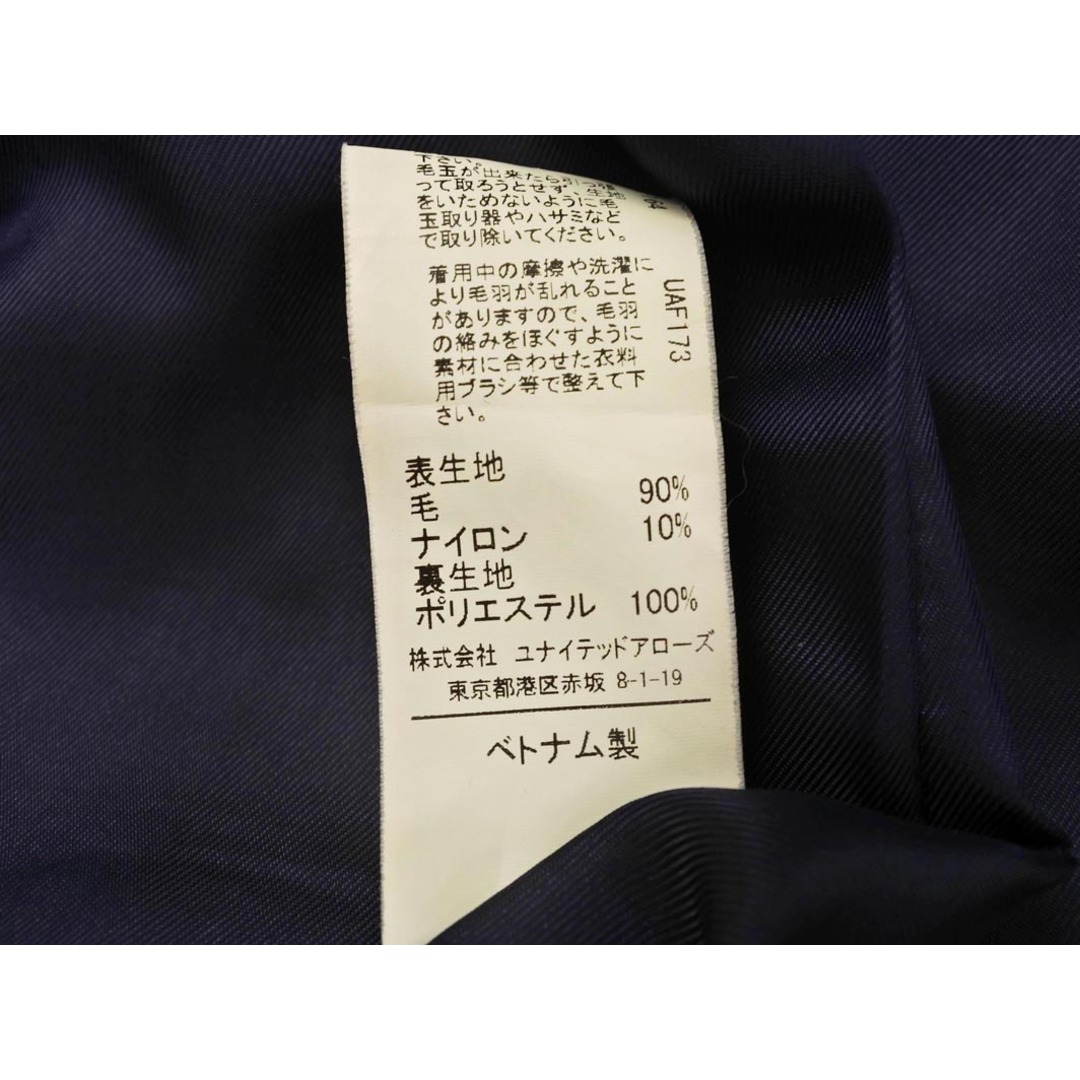 下さい。
毛玉が出来たら引っ張
って取ろうとせず、生地
をいためないように毛
玉取り器やハサミなど
で取り除いてください。
着用中の摩擦や洗濯に
より毛羽が乱れること
がありますので、毛羽
の絡みをほぐすように
素材に合わせた衣料
用ブラシ等で整えて下
さい。
UAF173
表生地
毛 90%
ナイロン 10%
裏生地
ポリエステル 100%
株式会社 ユナイテッドアローズ
東京都港区赤坂 8-1-19
ベトナム製